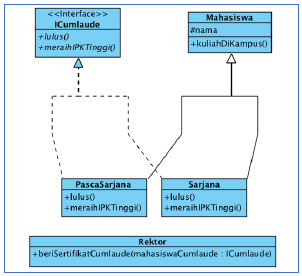 <<Interface>>
ICumlaude
+lulus()
+meraihIPKTinggi()
Mahasiswa
#nama
+kuliahDiKampus()
PascaSarjana
+lulus()
+meraihIPKTinggi()
Sarjana
+lulus()
+meraihIPKTinggi()
Rektor
+beriSertifikatCumlaude(mahasiswaCumlaude : ICumlaude)